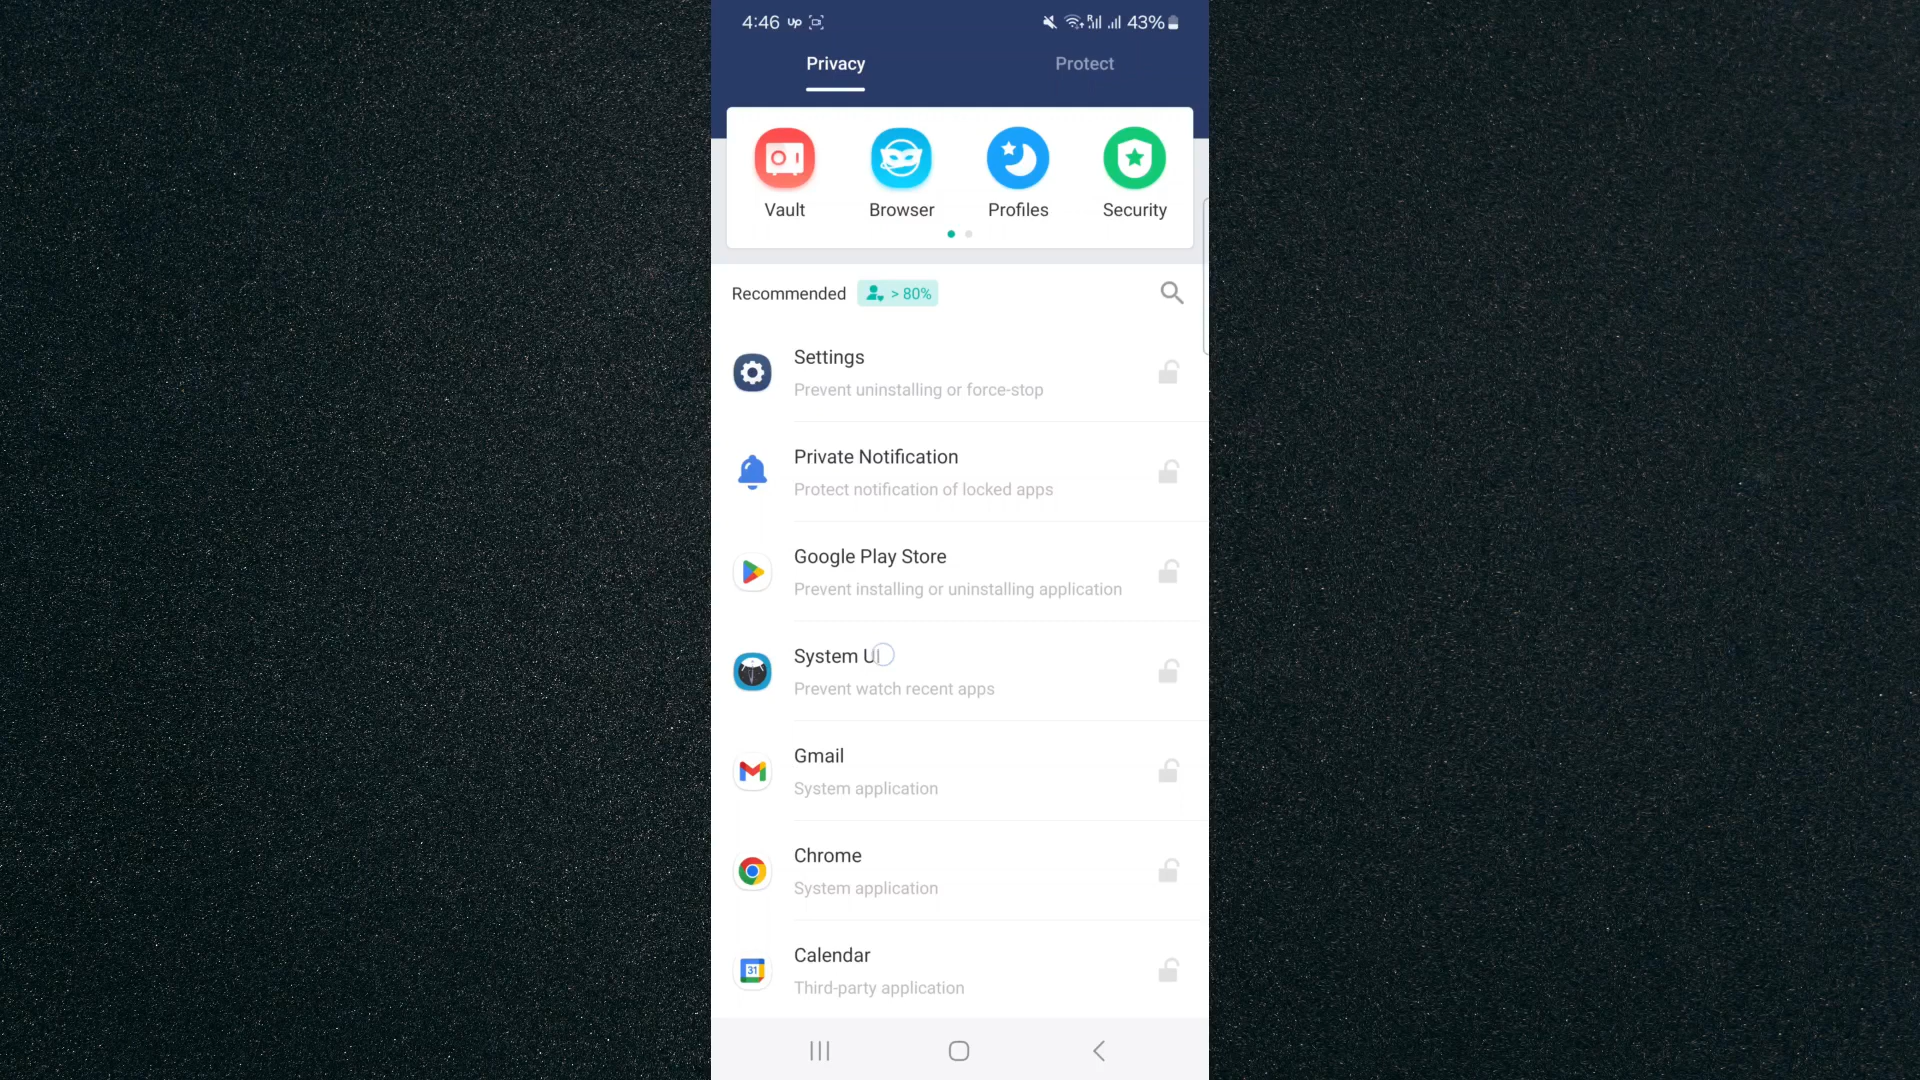 4:46 Up 43%
Privacy Protect
Vault Browser Profiles Security
Recommended > 80%
Settings
Prevent uninstalling or force-stop
Private Notification
Protect notification of locked apps
Google Play Store
Prevent installing or uninstalling application
System UI
Prevent watch recent apps
Gmail
System application
Chrome
System application
Calendar
31
Third-party application